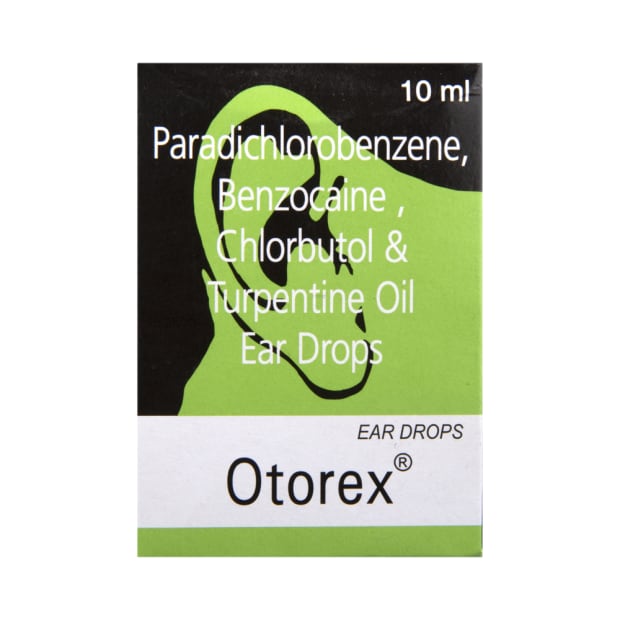 10 ml
Paradichlorobenzene,
Benzocaine ,
Chlorbutol &
Turpentine Oil
Ear Drops
EAR DROPS
Otorex®